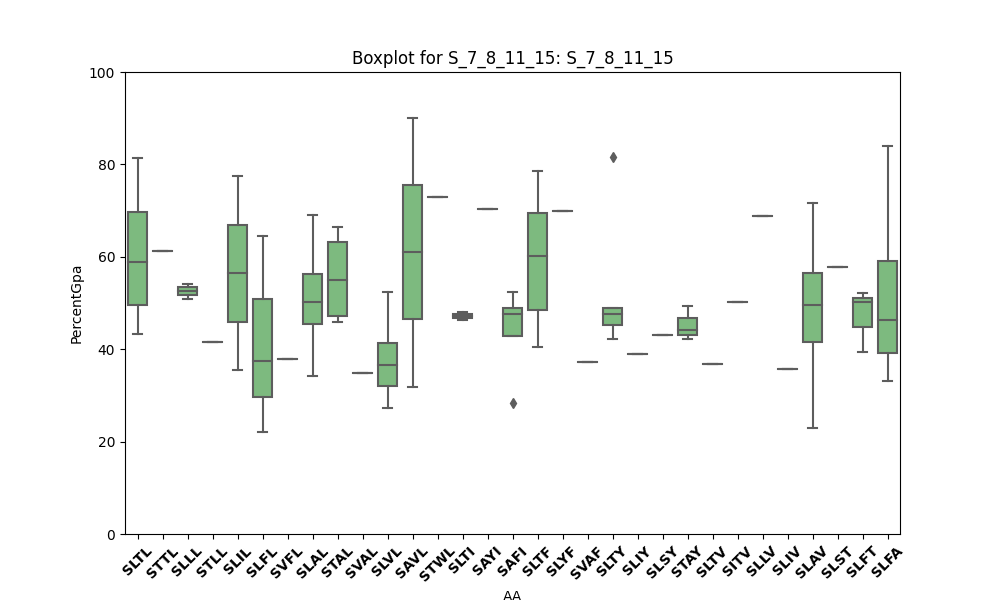 Boxplot for S_7_8_11_15: S_7_8_11_15
100
80
60
40
20
0
PercentGpa
SLTL STTL SLLL STLL SLIL SLFL SVFL SLAL STAL SVAL SLVL SAVL STWL SLTI SAYI SAFI SLTF SLYF SVAF SLTY SLIY SLSY STAY SLTV SITV SLLV SLIV SLAV SLST SLFT SLFA
AA